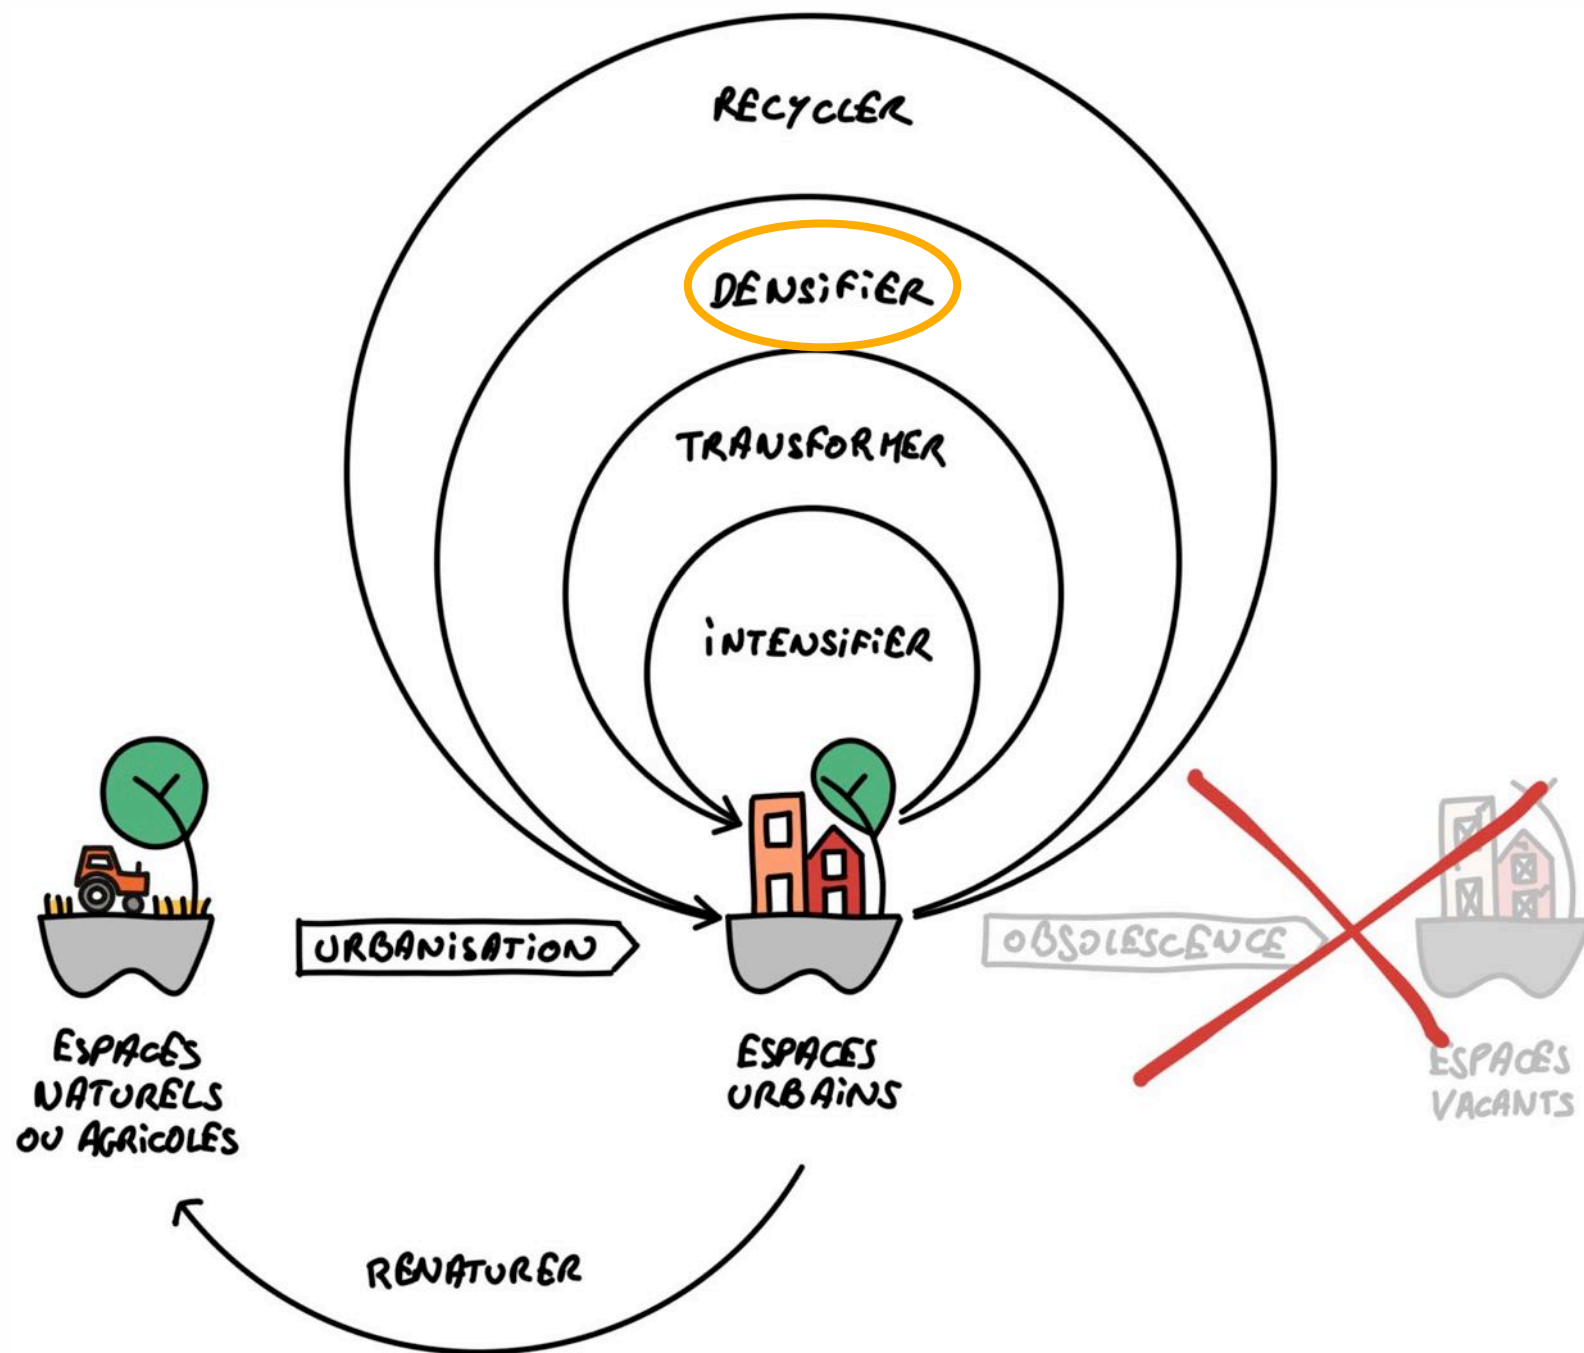 RECYCLER
DENSiFiER
TRANSFORMER
iNTENSiFiER
URBANiSATiON
OBSOLESCENCE
ESPACES
NATURELS
OU AGRiCOLES
ESPACES
URBAiNS
ESPACES
VACANTS
RENATURER